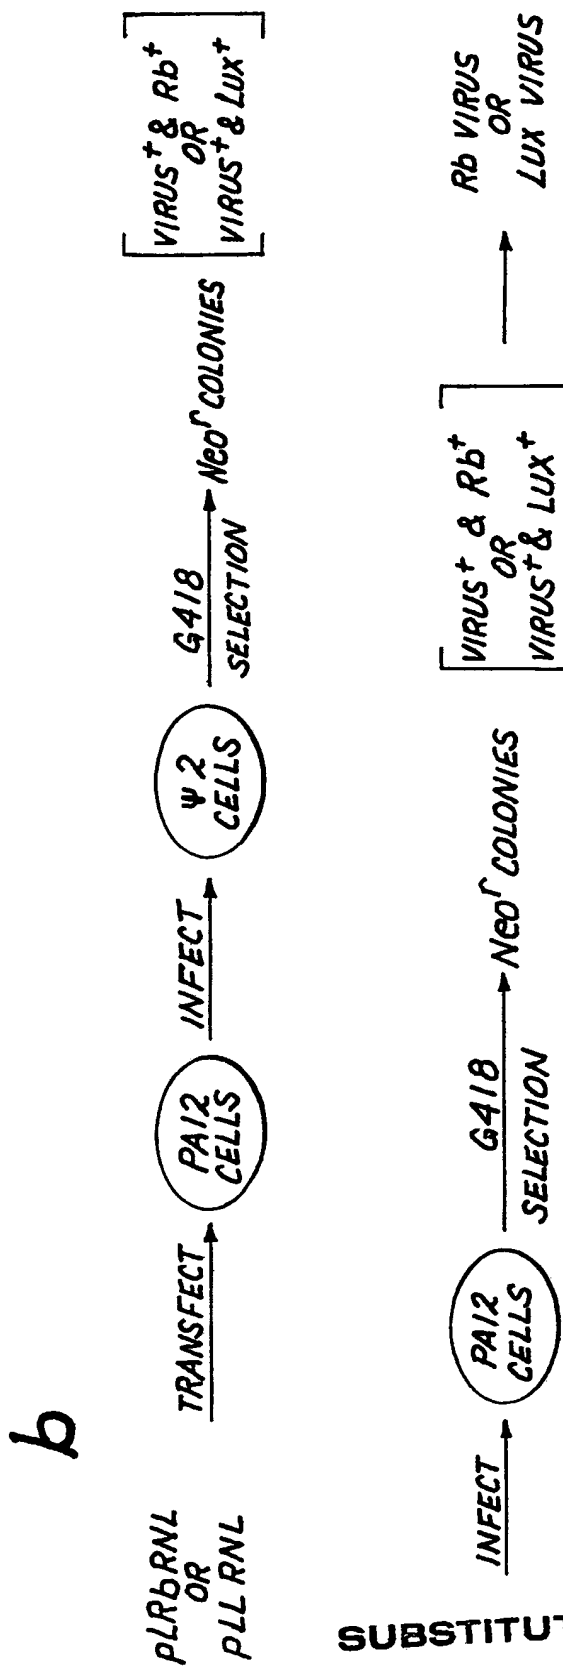 b
pLRbRNL
OR
pLLRNL
TRANSFECT
PA12
CELLS
INFECT
Ψ2
CELLS
G418
SELECTION
Neoʳ COLONIES
VIRUS⁺ & Rb⁺
OR
VIRUS⁺ & LUX⁺
INFECT
PA12
CELLS
G418
SELECTION
Neoʳ COLONIES
VIRUS⁺ & Rb⁺
OR
VIRUS⁺ & LUX⁺
Rb VIRUS
OR
LUX VIRUS
SUBSTITUT